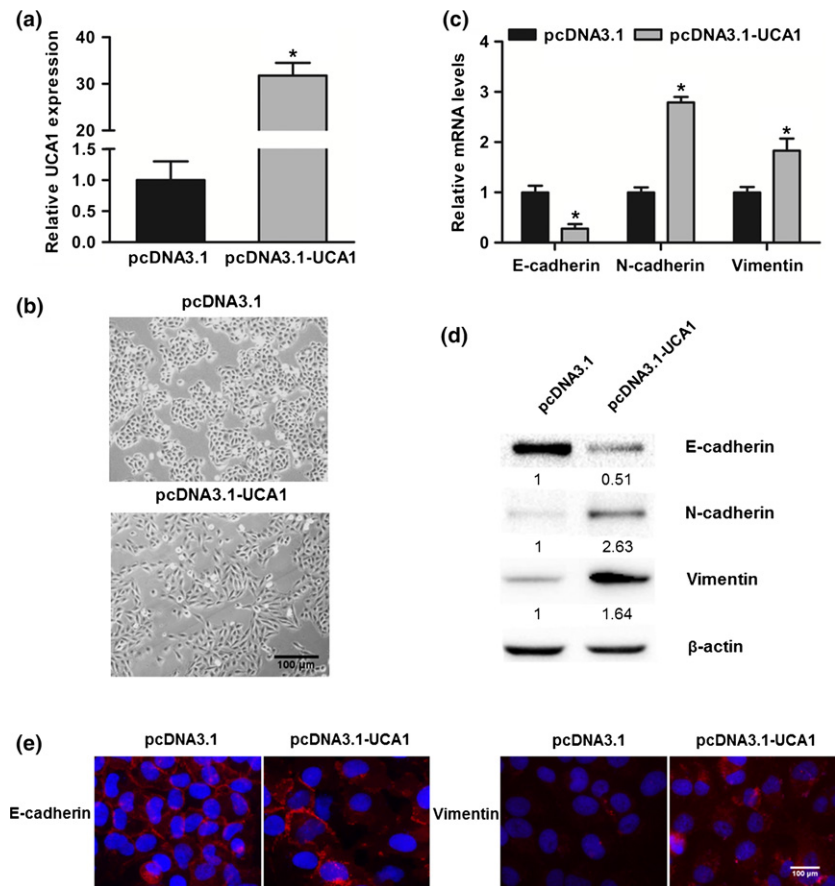 (a)
Relative UCA1 expression
40
30
20
1.5
1.0
0.5
0.0
*
pcDNA3.1 pcDNA3.1-UCA1
(c)
pcDNA3.1 pcDNA3.1-UCA1
Relative mRNA levels
4
3
2
1
0
* * *
E-cadherin N-cadherin Vimentin
(b)
pcDNA3.1
pcDNA3.1-UCA1
100 µm
(d)
pcDNA3.1 pcDNA3.1-UCA1
E-cadherin
1 0.51
N-cadherin
1 2.63
Vimentin
1 1.64
β-actin
(e)
pcDNA3.1 pcDNA3.1-UCA1 pcDNA3.1 pcDNA3.1-UCA1
E-cadherin Vimentin
100 µm